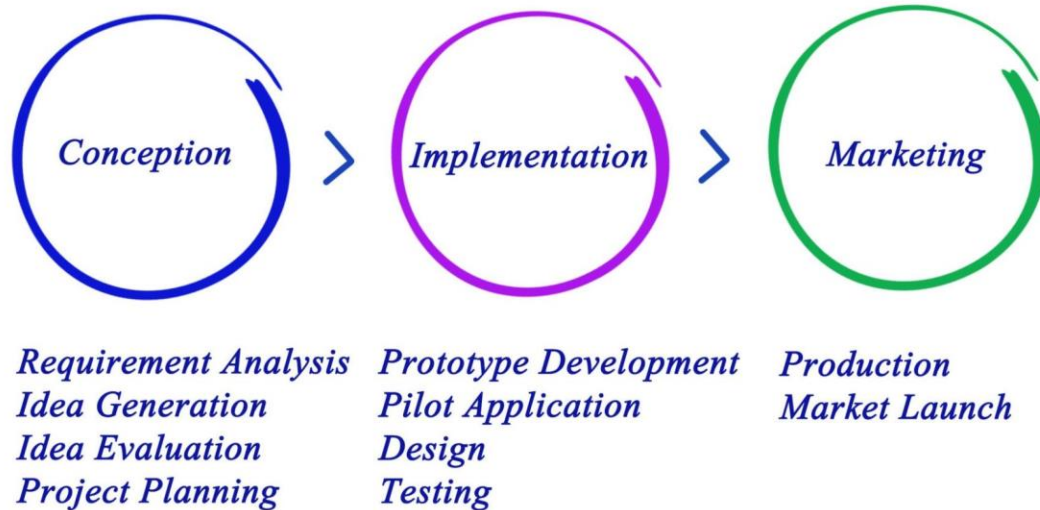 Conception
>
Implementation
>
Marketing
Requirement Analysis
Idea Generation
Idea Evaluation
Project Planning
Prototype Development
Pilot Application
Design
Testing
Production
Market Launch